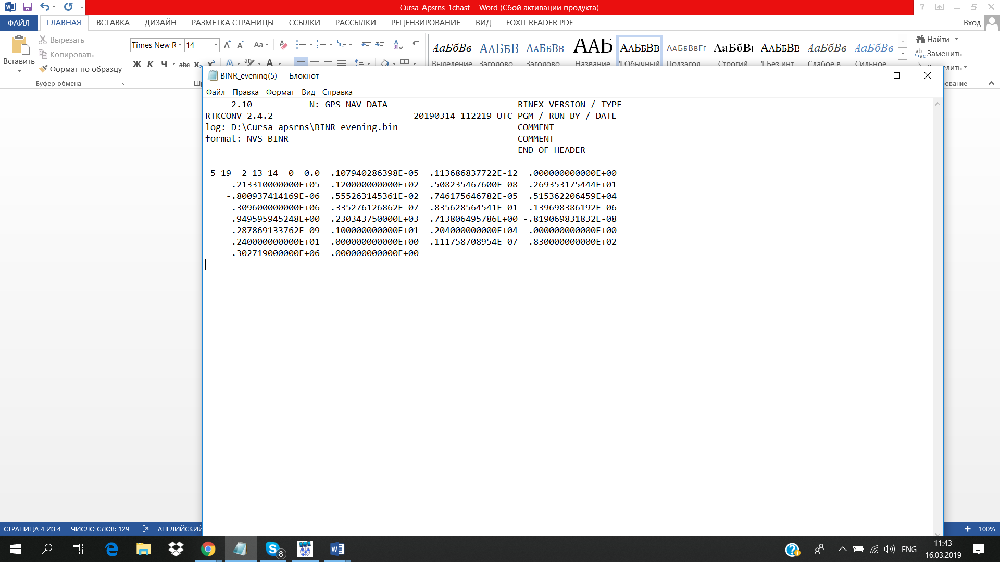 Cursa_Apsrns_1chast - Word (Сбой активации продукта)
ФАЙЛ ГЛАВНАЯ ВСТАВКА ДИЗАЙН РАЗМЕТКА СТРАНИЦЫ ССЫЛКИ РАССЫЛКИ РЕЦЕНЗИРОВАНИЕ ВИД FOXIT READER PDF Вход
Вставить
Вырезать
Копировать
Формат по образцу
Буфер обмена
Times New R 14
Ж К Ч abc x₂ x²
АаБбВв АаБбВ АаБбВв ААЬ АаБбВв АаБбВвГг АаБбВ АаБбВв АаБбВв АаБбВв
Выделение Заголово Заголово Название ¶ Обычный Подзагол Строгий ¶ Без инт Слабое в Сильное
Найти
Заменить
BINR_evening(5) — Блокнот
Файл Правка Формат Вид Справка
2.10 N: GPS NAV DATA RINEX VERSION / TYPE
RTKCONV 2.4.2 20190314 112219 UTC PGM / RUN BY / DATE
log: D:\Cursa_apsrns\BINR_evening.bin COMMENT
format: NVS BINR COMMENT
END OF HEADER
5 19 2 13 14 0 0.0 .107940286398E-05 .113686837722E-12 .000000000000E+00
.213310000000E+05 -.120000000000E+02 .508235467600E-08 -.269353175444E+01
-.800937414169E-06 .555263145361E-02 .746175646782E-05 .515362206459E+04
.309600000000E+06 .335276126862E-07 -.835628564541E-01 -.139698386192E-06
.949595945248E+00 .230343750000E+03 .713806495786E+00 -.819069831832E-08
.287869133762E-09 .100000000000E+01 .204000000000E+04 .000000000000E+00
.240000000000E+01 .000000000000E+00 -.111758708954E-07 .830000000000E+02
.302719000000E+06 .000000000000E+00
СТРАНИЦА 4 ИЗ 4 ЧИСЛО СЛОВ: 129 АНГЛИЙСКИЙ 100%
8 ENG 11:43
16.03.2019